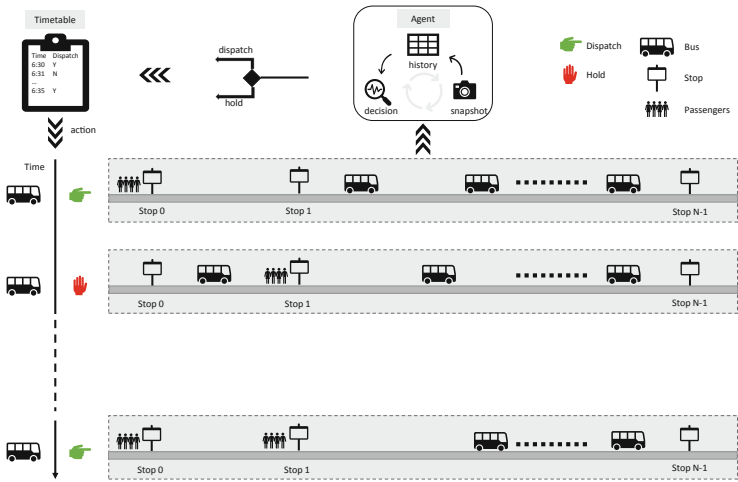 Timetable
Time Dispatch
6:30 Y
6:31 N
...
6:35 Y
action
dispatch
hold
Agent
history
decision
snapshot
Dispatch
Bus
Hold
Stop
Passengers
Time
Stop 0
Stop 1
Stop N-1
Stop 0
Stop 1
Stop N-1
Stop 0
Stop 1
Stop N-1